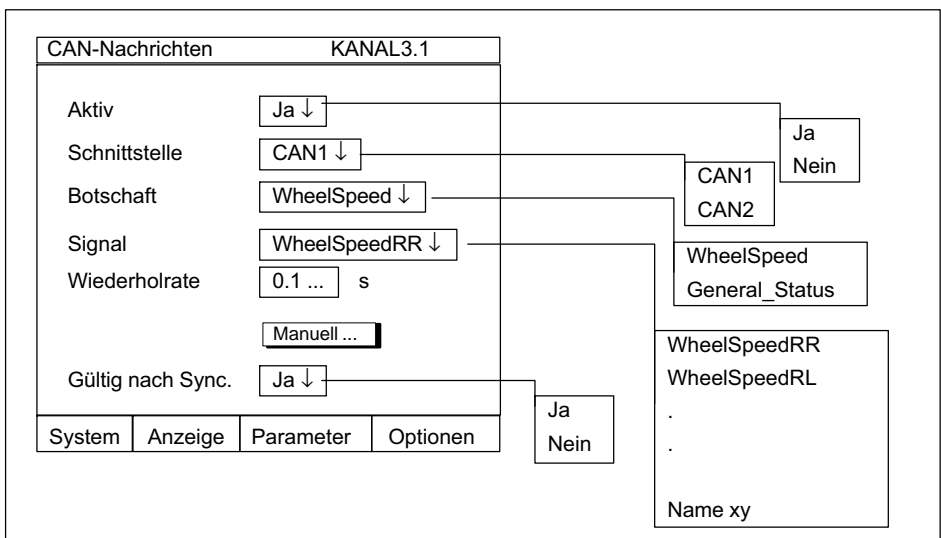 CAN-Nachrichten KANAL3.1
Aktiv Ja ↓
Schnittstelle CAN1 ↓
Botschaft WheelSpeed ↓
Signal WheelSpeedRR ↓
Wiederholrate 0.1 ... s
Manuell ...
Gültig nach Sync. Ja ↓
System Anzeige Parameter Optionen
Ja
Nein
CAN1
CAN2
WheelSpeed
General_Status
WheelSpeedRR
WheelSpeedRL
.
.
Name xy
Ja
Nein